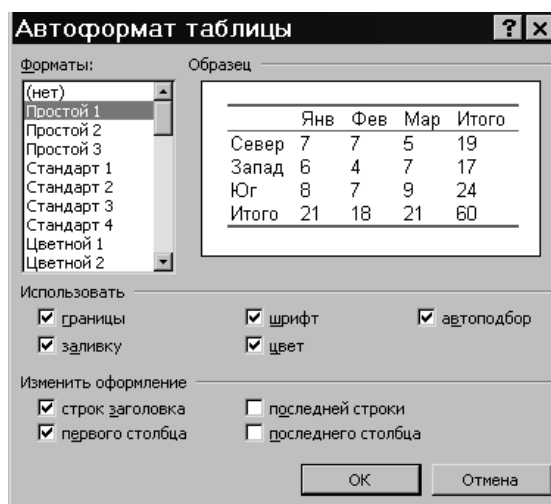 Автоформат таблицы ? ×
Форматы:
(нет)
Простой 1
Простой 2
Простой 3
Стандарт 1
Стандарт 2
Стандарт 3
Стандарт 4
Цветной 1
Цветной 2
Образец
Янв Фев Мар Итого
Север 7 7 5 19
Запад 6 4 7 17
Юг 8 7 9 24
Итого 21 18 21 60
Использовать
границы шрифт автоподбор
заливку цвет
Изменить оформление
строк заголовка последней строки
первого столбца последнего столбца
ОК Отмена